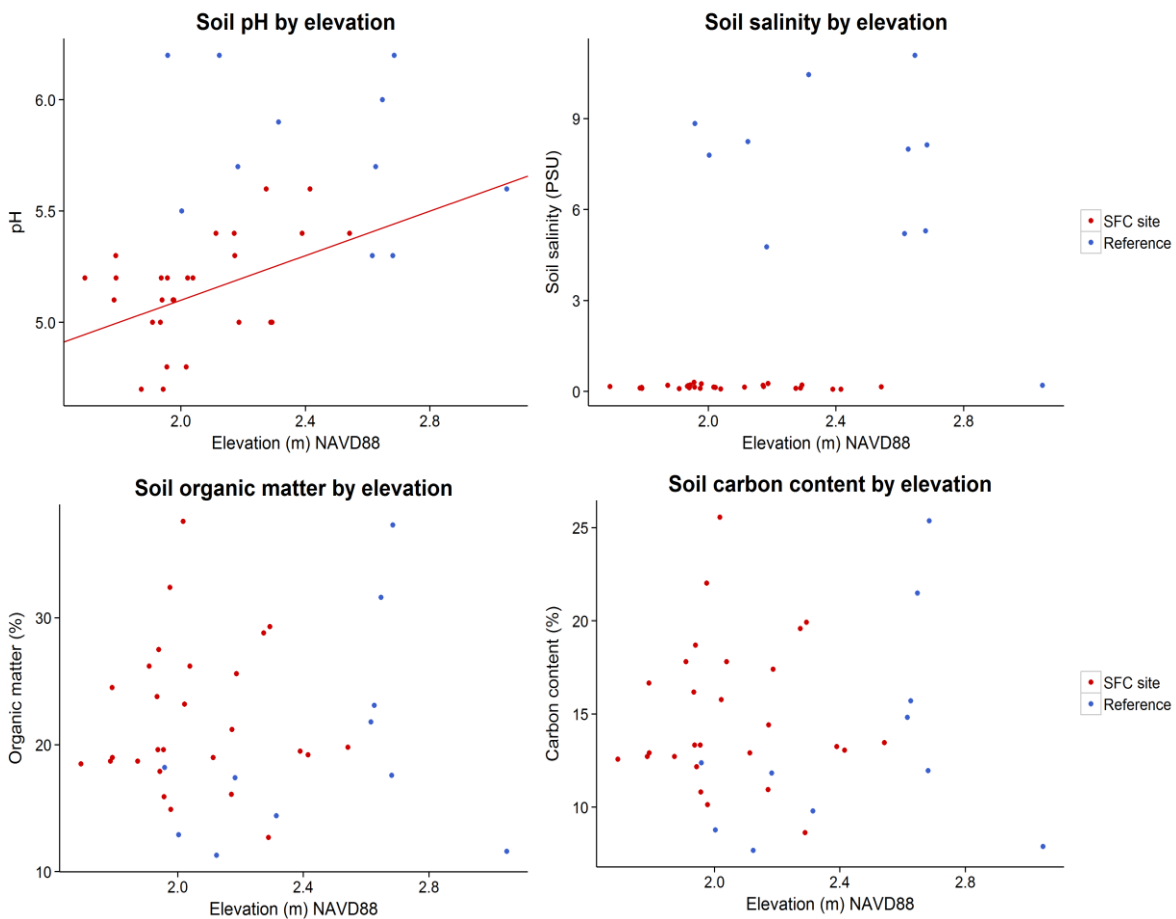 Soil pH by elevation
pH
6.0
5.5
5.0
2.0 2.4 2.8
Elevation (m) NAVD88
Soil salinity by elevation
Soil salinity (PSU)
9
6
3
0
2.0 2.4 2.8
Elevation (m) NAVD88
SFC site
Reference
Soil organic matter by elevation
Organic matter (%)
30
20
10
2.0 2.4 2.8
Elevation (m) NAVD88
Soil carbon content by elevation
Carbon content (%)
25
20
15
10
2.0 2.4 2.8
Elevation (m) NAVD88
SFC site
Reference